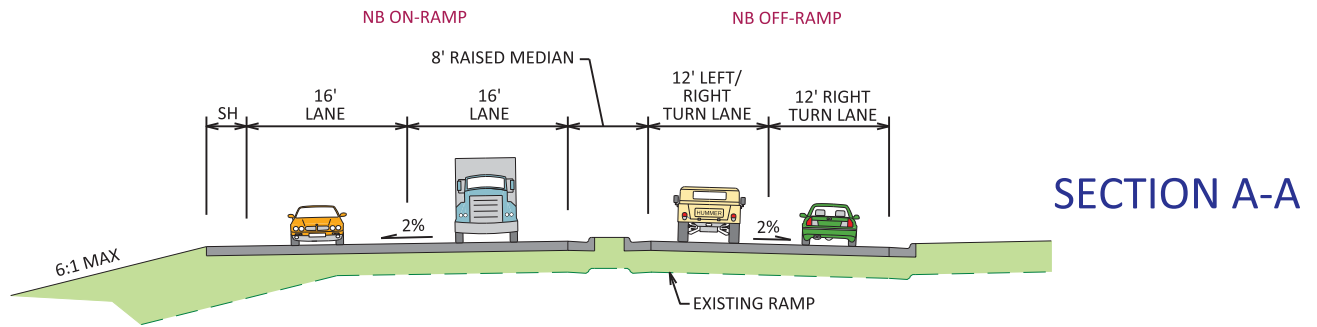 NB ON-RAMP
NB OFF-RAMP
8' RAISED MEDIAN
SH
16'
LANE
16'
LANE
12' LEFT/
RIGHT
TURN LANE
12' RIGHT
TURN LANE
SECTION A-A
HUMMER
2%
2%
6:1 MAX
EXISTING RAMP